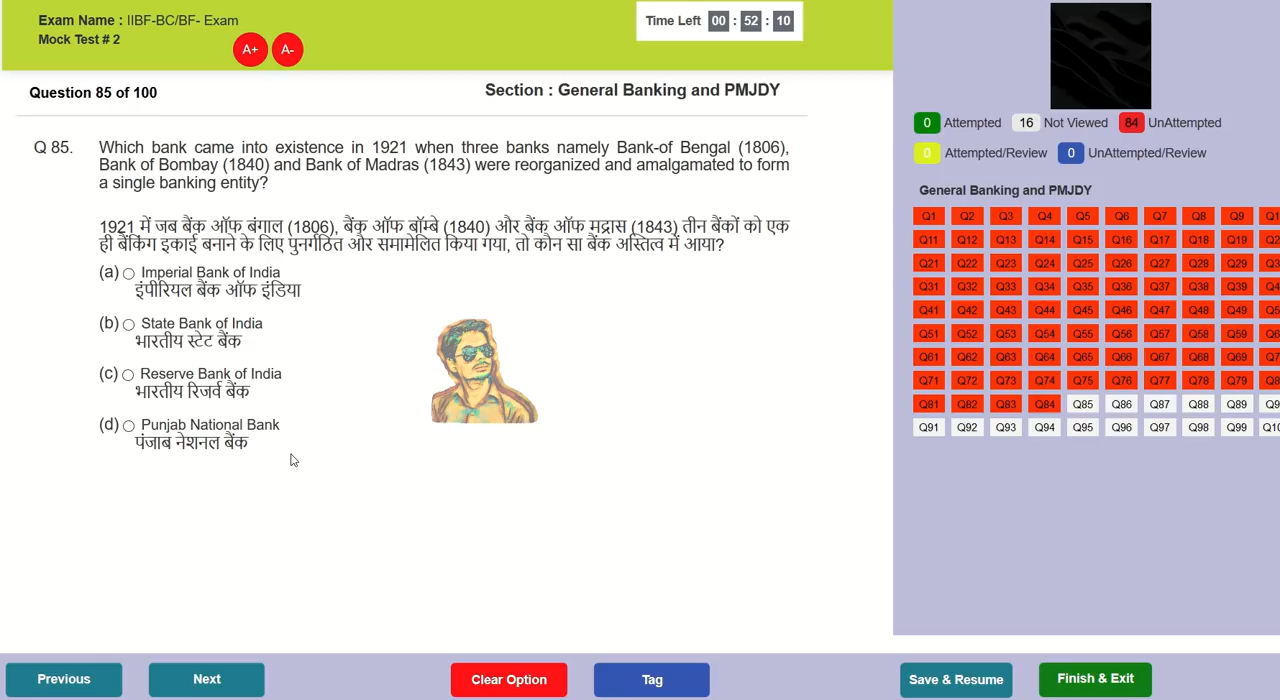 Exam Name : IIBF-BC/BF- Exam
Mock Test # 2
A+
A-
Time Left 00 : 52 : 10
Question 85 of 100
Section : General Banking and PMJDY
Q 85. Which bank came into existence in 1921 when three banks namely Bank-of Bengal (1806),
Bank of Bombay (1840) and Bank of Madras (1843) were reorganized and amalgamated to form
a single banking entity?
1921 में जब बैंक ऑफ बंगाल (1806), बैंक ऑफ बॉम्बे (1840) और बैंक ऑफ मद्रास (1843) तीन बैंकों को एक
ही बैंकिंग इकाई बनाने के लिए पुनर्गठित और समामेलित किया गया, तो कौन सा बैंक अस्तित्व में आया?
(a) Imperial Bank of India
इंपीरियल बैंक ऑफ इंडिया
(b) State Bank of India
भारतीय स्टेट बैंक
(c) Reserve Bank of India
भारतीय रिजर्व बैंक
(d) Punjab National Bank
पंजाब नेशनल बैंक
0 Attempted 16 Not Viewed 84 UnAttempted
0 Attempted/Review 0 UnAttempted/Review
General Banking and PMJDY
Q1 Q2 Q3 Q4 Q5 Q6 Q7 Q8 Q9
Q11 Q12 Q13 Q14 Q15 Q16 Q17 Q18 Q19
Q21 Q22 Q23 Q24 Q25 Q26 Q27 Q28 Q29
Q31 Q32 Q33 Q34 Q35 Q36 Q37 Q38 Q39
Q41 Q42 Q43 Q44 Q45 Q46 Q47 Q48 Q49
Q51 Q52 Q53 Q54 Q55 Q56 Q57 Q58 Q59
Q61 Q62 Q63 Q64 Q65 Q66 Q67 Q68 Q69
Q71 Q72 Q73 Q74 Q75 Q76 Q77 Q78 Q79
Q81 Q82 Q83 Q84 Q85 Q86 Q87 Q88 Q89
Q91 Q92 Q93 Q94 Q95 Q96 Q97 Q98 Q99
Previous Next Clear Option Tag Save & Resume Finish & Exit